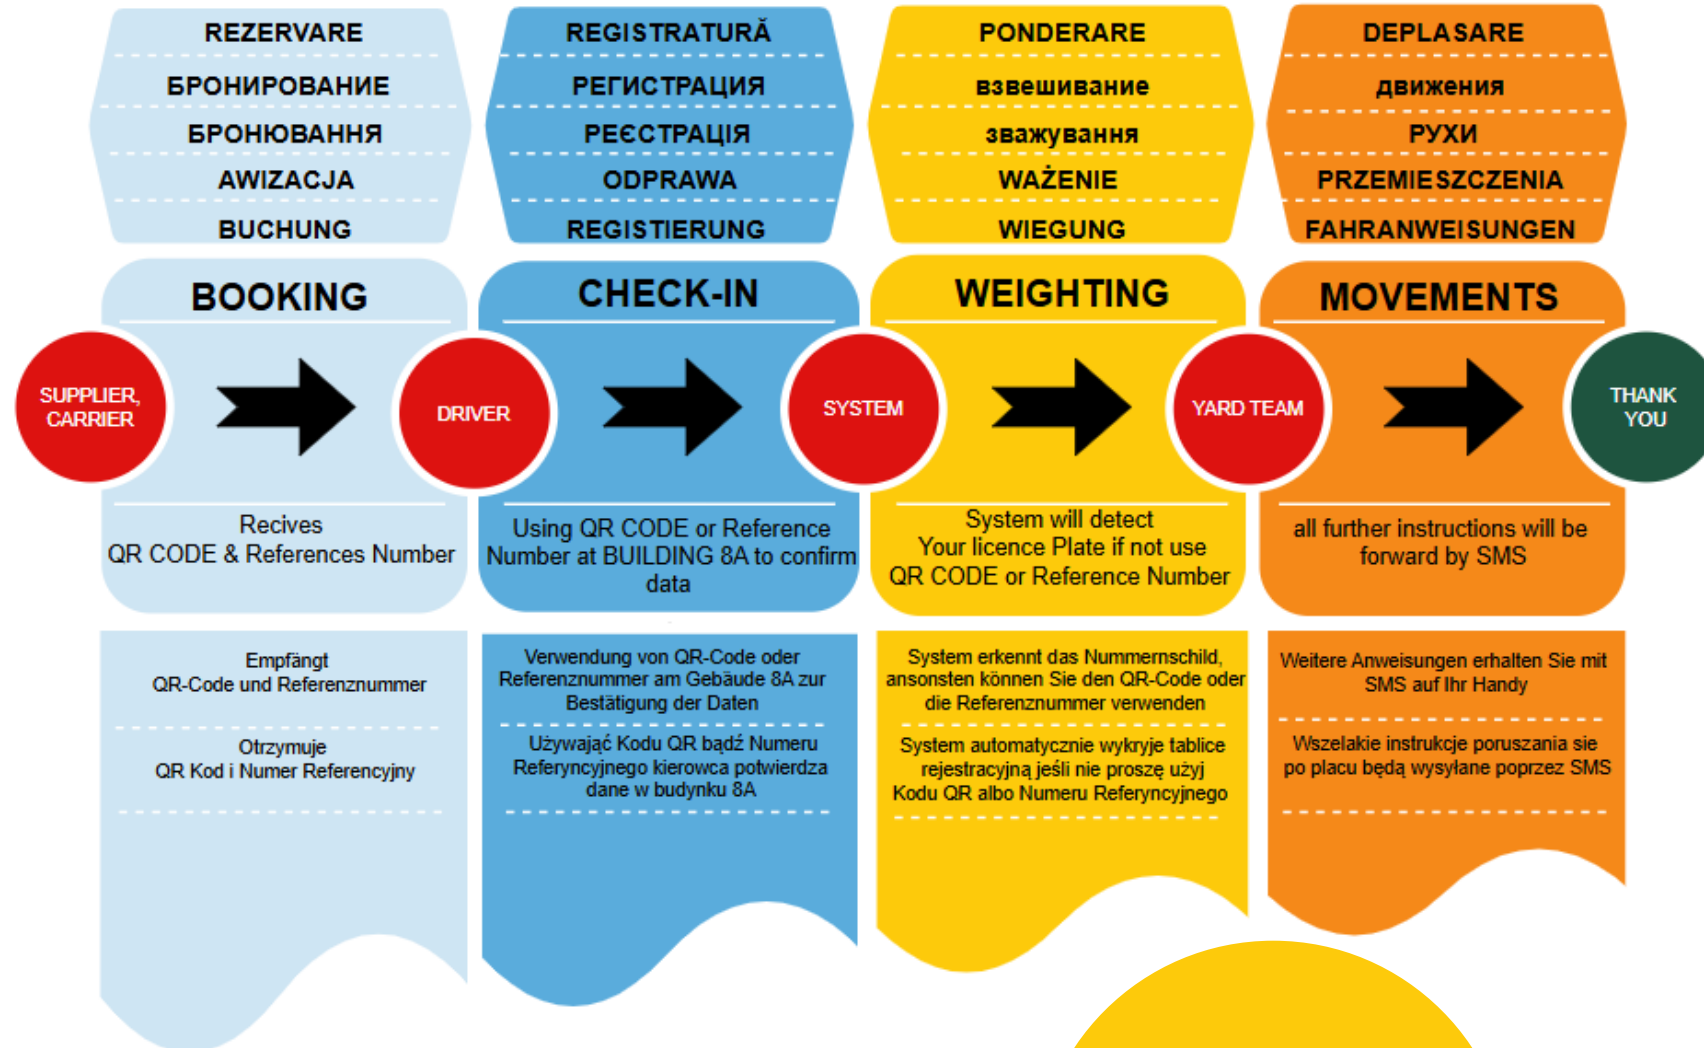 REZERVARE
БРОНИРОВАНИЕ
БРОНЮВАННЯ
AWIZACJA
BUCHUNG
REGISTRATURĂ
РЕГИСТРАЦИЯ
РЕЄСТРАЦІЯ
ODPRAWA
REGISTIERUNG
PONDERARE
взвешивание
зважування
WAŻENIE
WIEGUNG
DEPLASARE
движения
РУХИ
PRZEMIESZCZENIA
FAHRANWEISUNGEN
BOOKING
CHECK-IN
WEIGHTING
MOVEMENTS
SUPPLIER,
CARRIER
DRIVER
SYSTEM
YARD TEAM
THANK
YOU
Recives
QR CODE & References Number
Using QR CODE or Reference
Number at BUILDING 8A to confirm
data
System will detect
Your licence Plate if not use
QR CODE or Reference Number
all further instructions will be
forward by SMS
Empfängt
QR-Code und Referenznummer
Otrzymuje
QR Kod i Numer Referencyjny
Verwendung von QR-Code oder
Referenznummer am Gebäude 8A zur
Bestätigung der Daten
Używająć Kodu QR bądź Numeru
Referyncyjnego kierowca potwierdza
dane w budynku 8A
System erkennt das Nummernschild,
ansonsten können Sie den QR-Code oder
die Referenznummer verwenden
System automatycznie wykryje tablice
rejestracyjną jeśli nie proszę użyj
Kodu QR albo Numeru Referyncyjnego
Weitere Anweisungen erhalten Sie mit
SMS auf Ihr Handy
Wszelakie instrukcje poruszania sie
po placu będą wysyłane poprzez SMS